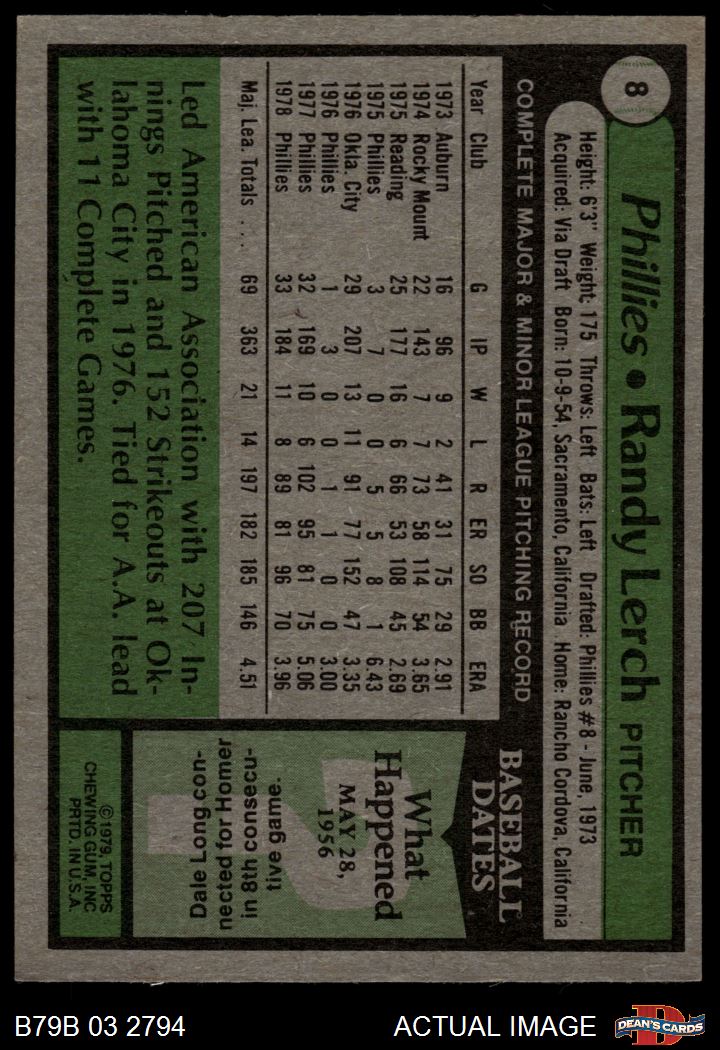 8
Phillies • Randy Lerch PITCHER
Height: 6'3" Weight: 175 Throws: Left Bats: Left Drafted: Phillies #8 - June, 1973
Acquired: Via Draft Born: 10-9-54, Sacramento, California Home: Rancho Cordova, California
COMPLETE MAJOR & MINOR LEAGUE PITCHING RECORD
Year Club G IP W L R ER SO BB ERA
1973 Auburn 16 96 9 2 41 31 75 29 2.91
1974 Rocky Mount 22 143 7 7 73 58 114 54 3.65
1975 Reading 25 177 16 6 66 53 108 45 2.69
1975 Phillies 3 7 0 0 5 5 8 1 6.43
1976 Okla. City 29 207 13 11 91 77 152 47 3.35
1976 Phillies 1 3 0 0 1 1 0 0 3.00
1977 Phillies 32 169 10 6 102 95 81 75 5.06
1978 Phillies 33 184 11 8 89 81 96 70 3.96
Maj. Lea. Totals .... 69 363 21 14 197 182 185 146 4.51
Led American Association with 207 In-
nings Pitched and 152 Strikeouts at Ok-
lahoma City in 1976. Tied for A.A. lead
with 11 Complete Games.
BASEBALL
DATES
What
Happened
MAY 28,
1956
Dale Long con-
nected for Homer
in 8th consecu-
tive game.
©1979, TOPPS
CHEWING GUM, INC
PRTD. IN U.S.A.
B79B 03 2794 ACTUAL IMAGE
DEAN'S CARDS